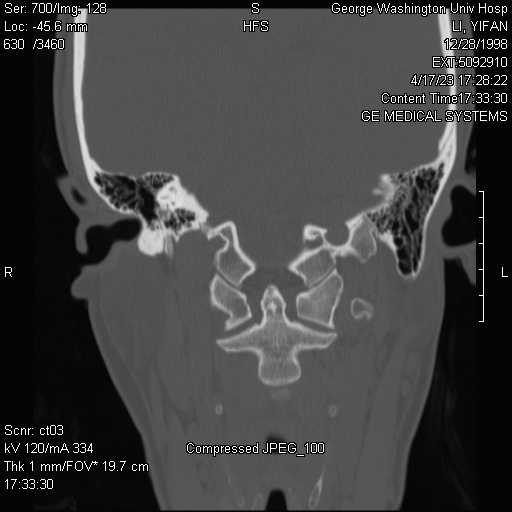 Ser: 700/Img: 128
Loc: -45.6 mm
630 /3460
S
HFS
George Washington Univ Hosp
LI, YIFAN
12/28/1998
EXT:5092910
4/17/23 17:28:22
Content Time17:33:30
GE MEDICAL SYSTEMS
R
L
Scnr: ct03
kV 120/mA 334
Thk 1 mm/FOV* 19.7 cm
17:33:30
Compressed JPEG_100